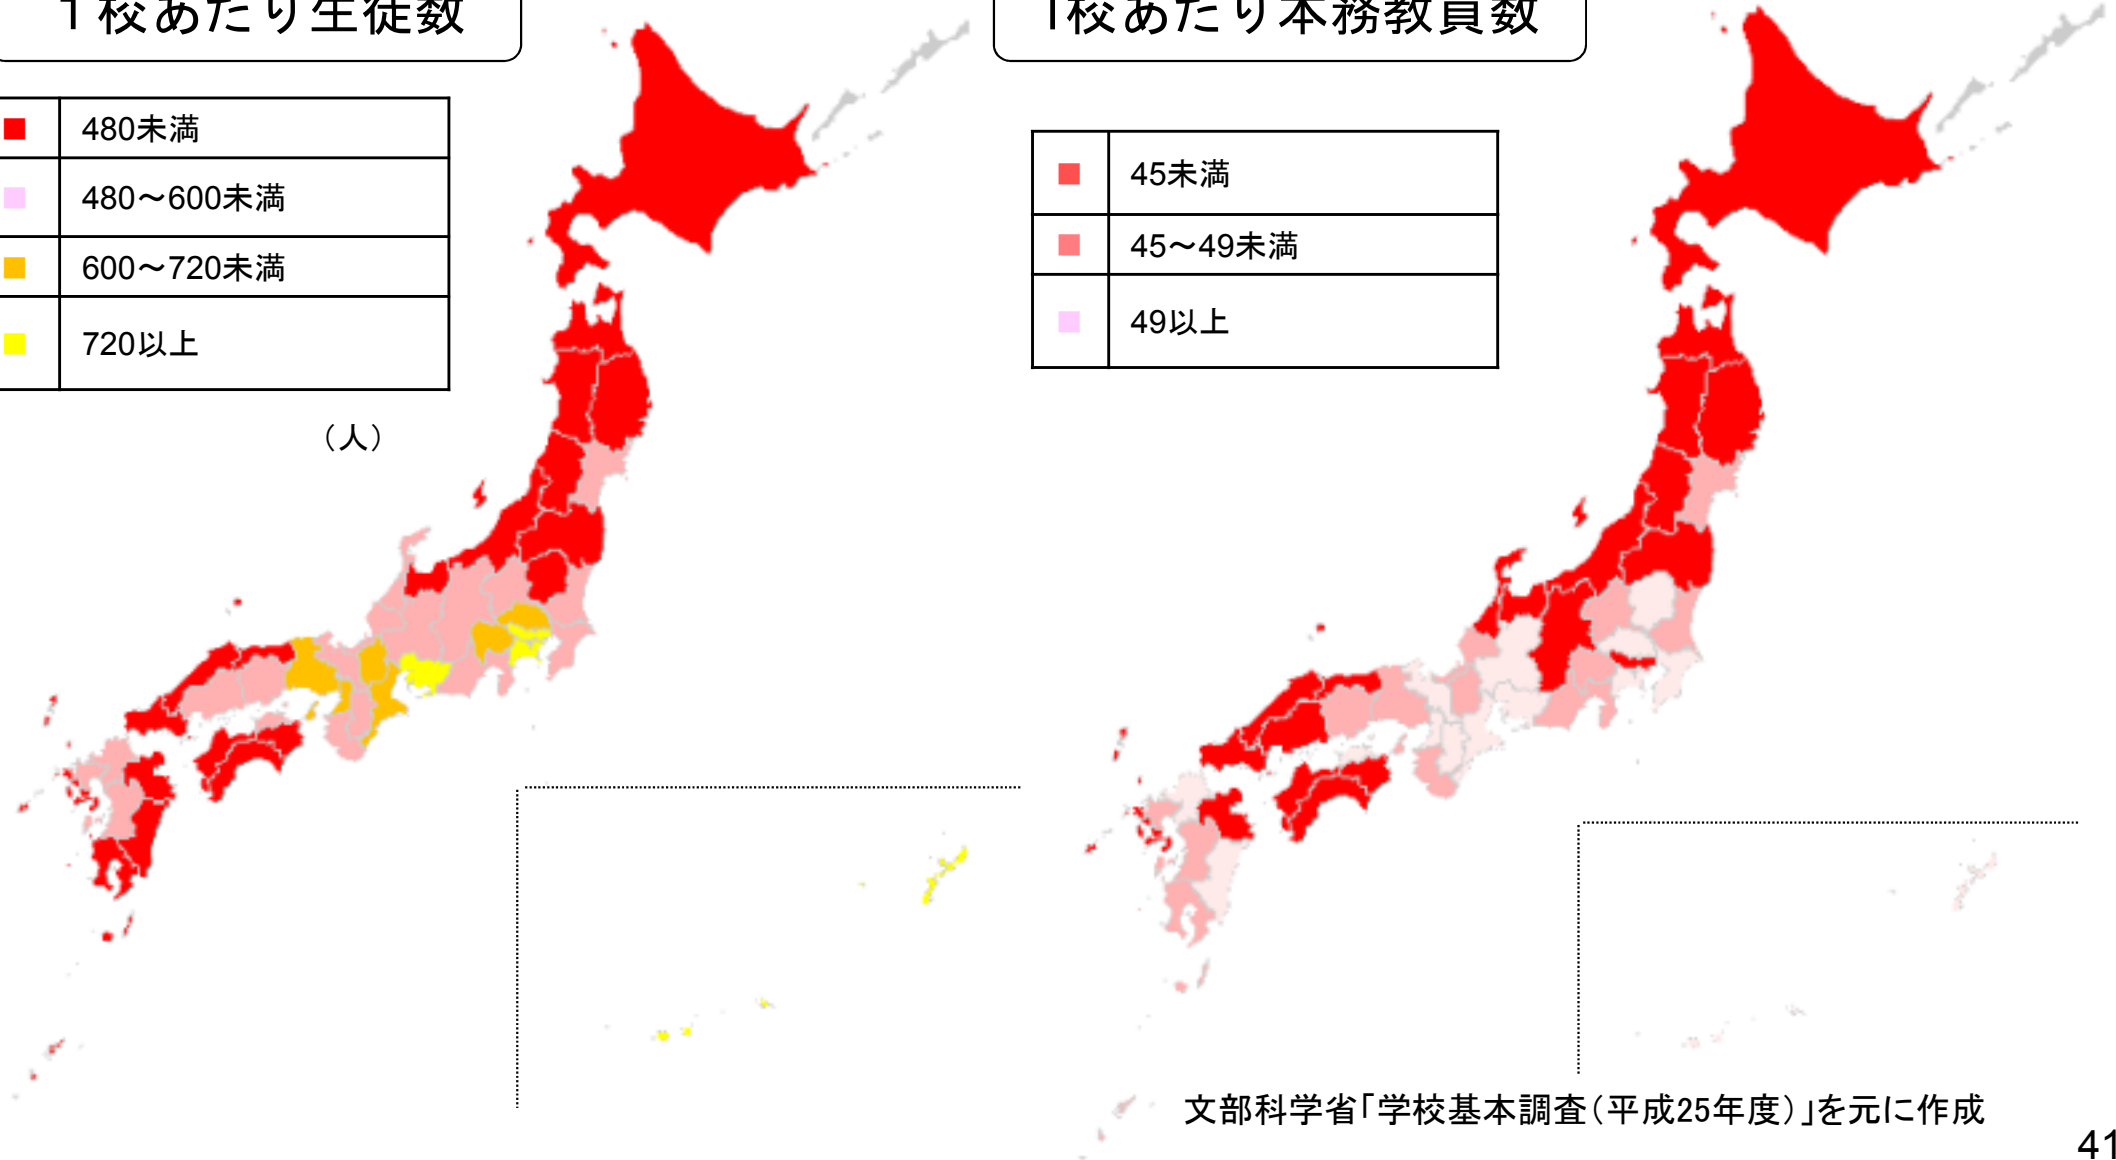 １校あたり生徒数
1校あたり本務教員数
480未満
480～600未満
600～720未満
720以上
（人）
45未満
45～49未満
49以上
文部科学省「学校基本調査（平成25年度）」を元に作成
41